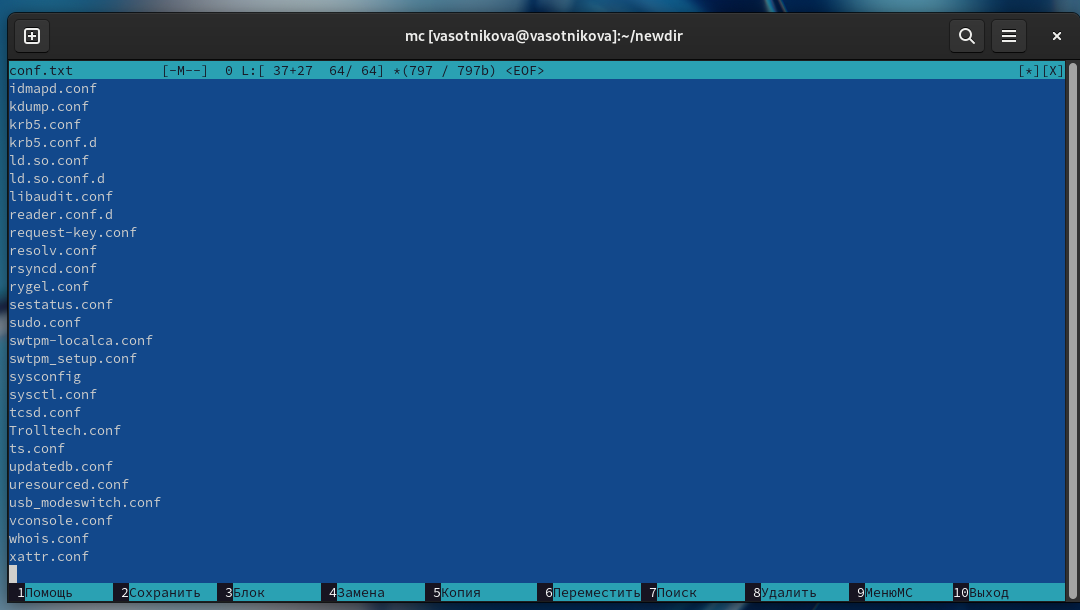 mc [vasotnikova@vasotnikova]:~/newdir
conf.txt [-M--] 0 L:[ 37+27 64/ 64] *(797 / 797b) <EOF> [*][X]
idmapd.conf
kdump.conf
krb5.conf
krb5.conf.d
ld.so.conf
ld.so.conf.d
libaudit.conf
reader.conf.d
request-key.conf
resolv.conf
rsyncd.conf
rygel.conf
sestatus.conf
sudo.conf
swtpm-localca.conf
swtpm_setup.conf
sysconfig
sysctl.conf
tcsd.conf
Trolltech.conf
ts.conf
updatedb.conf
uresourced.conf
usb_modeswitch.conf
vconsole.conf
whois.conf
xattr.conf
1Помощь 2Сохранить 3Блок 4Замена 5Копия 6Переместить 7Поиск 8Удалить 9МенюMC 10Выход